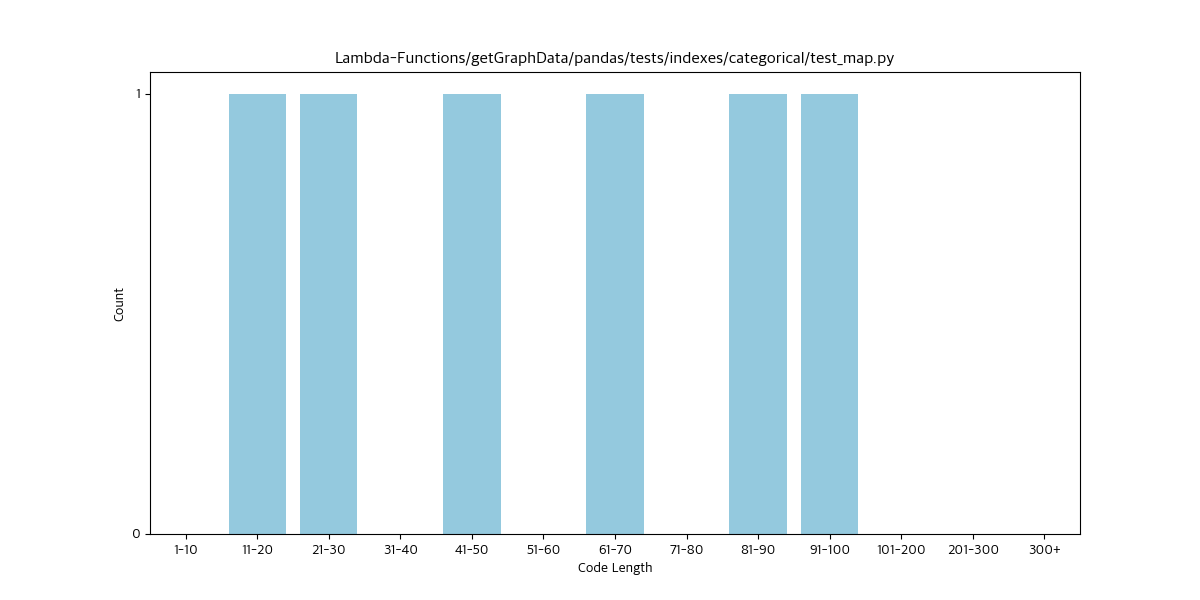 Lambda-Functions/getGraphData/pandas/tests/indexes/categorical/test_map.py
1
Count
0
1-10 11-20 21-30 31-40 41-50 51-60 61-70 71-80 81-90 91-100 101-200 201-300 300+
Code Length